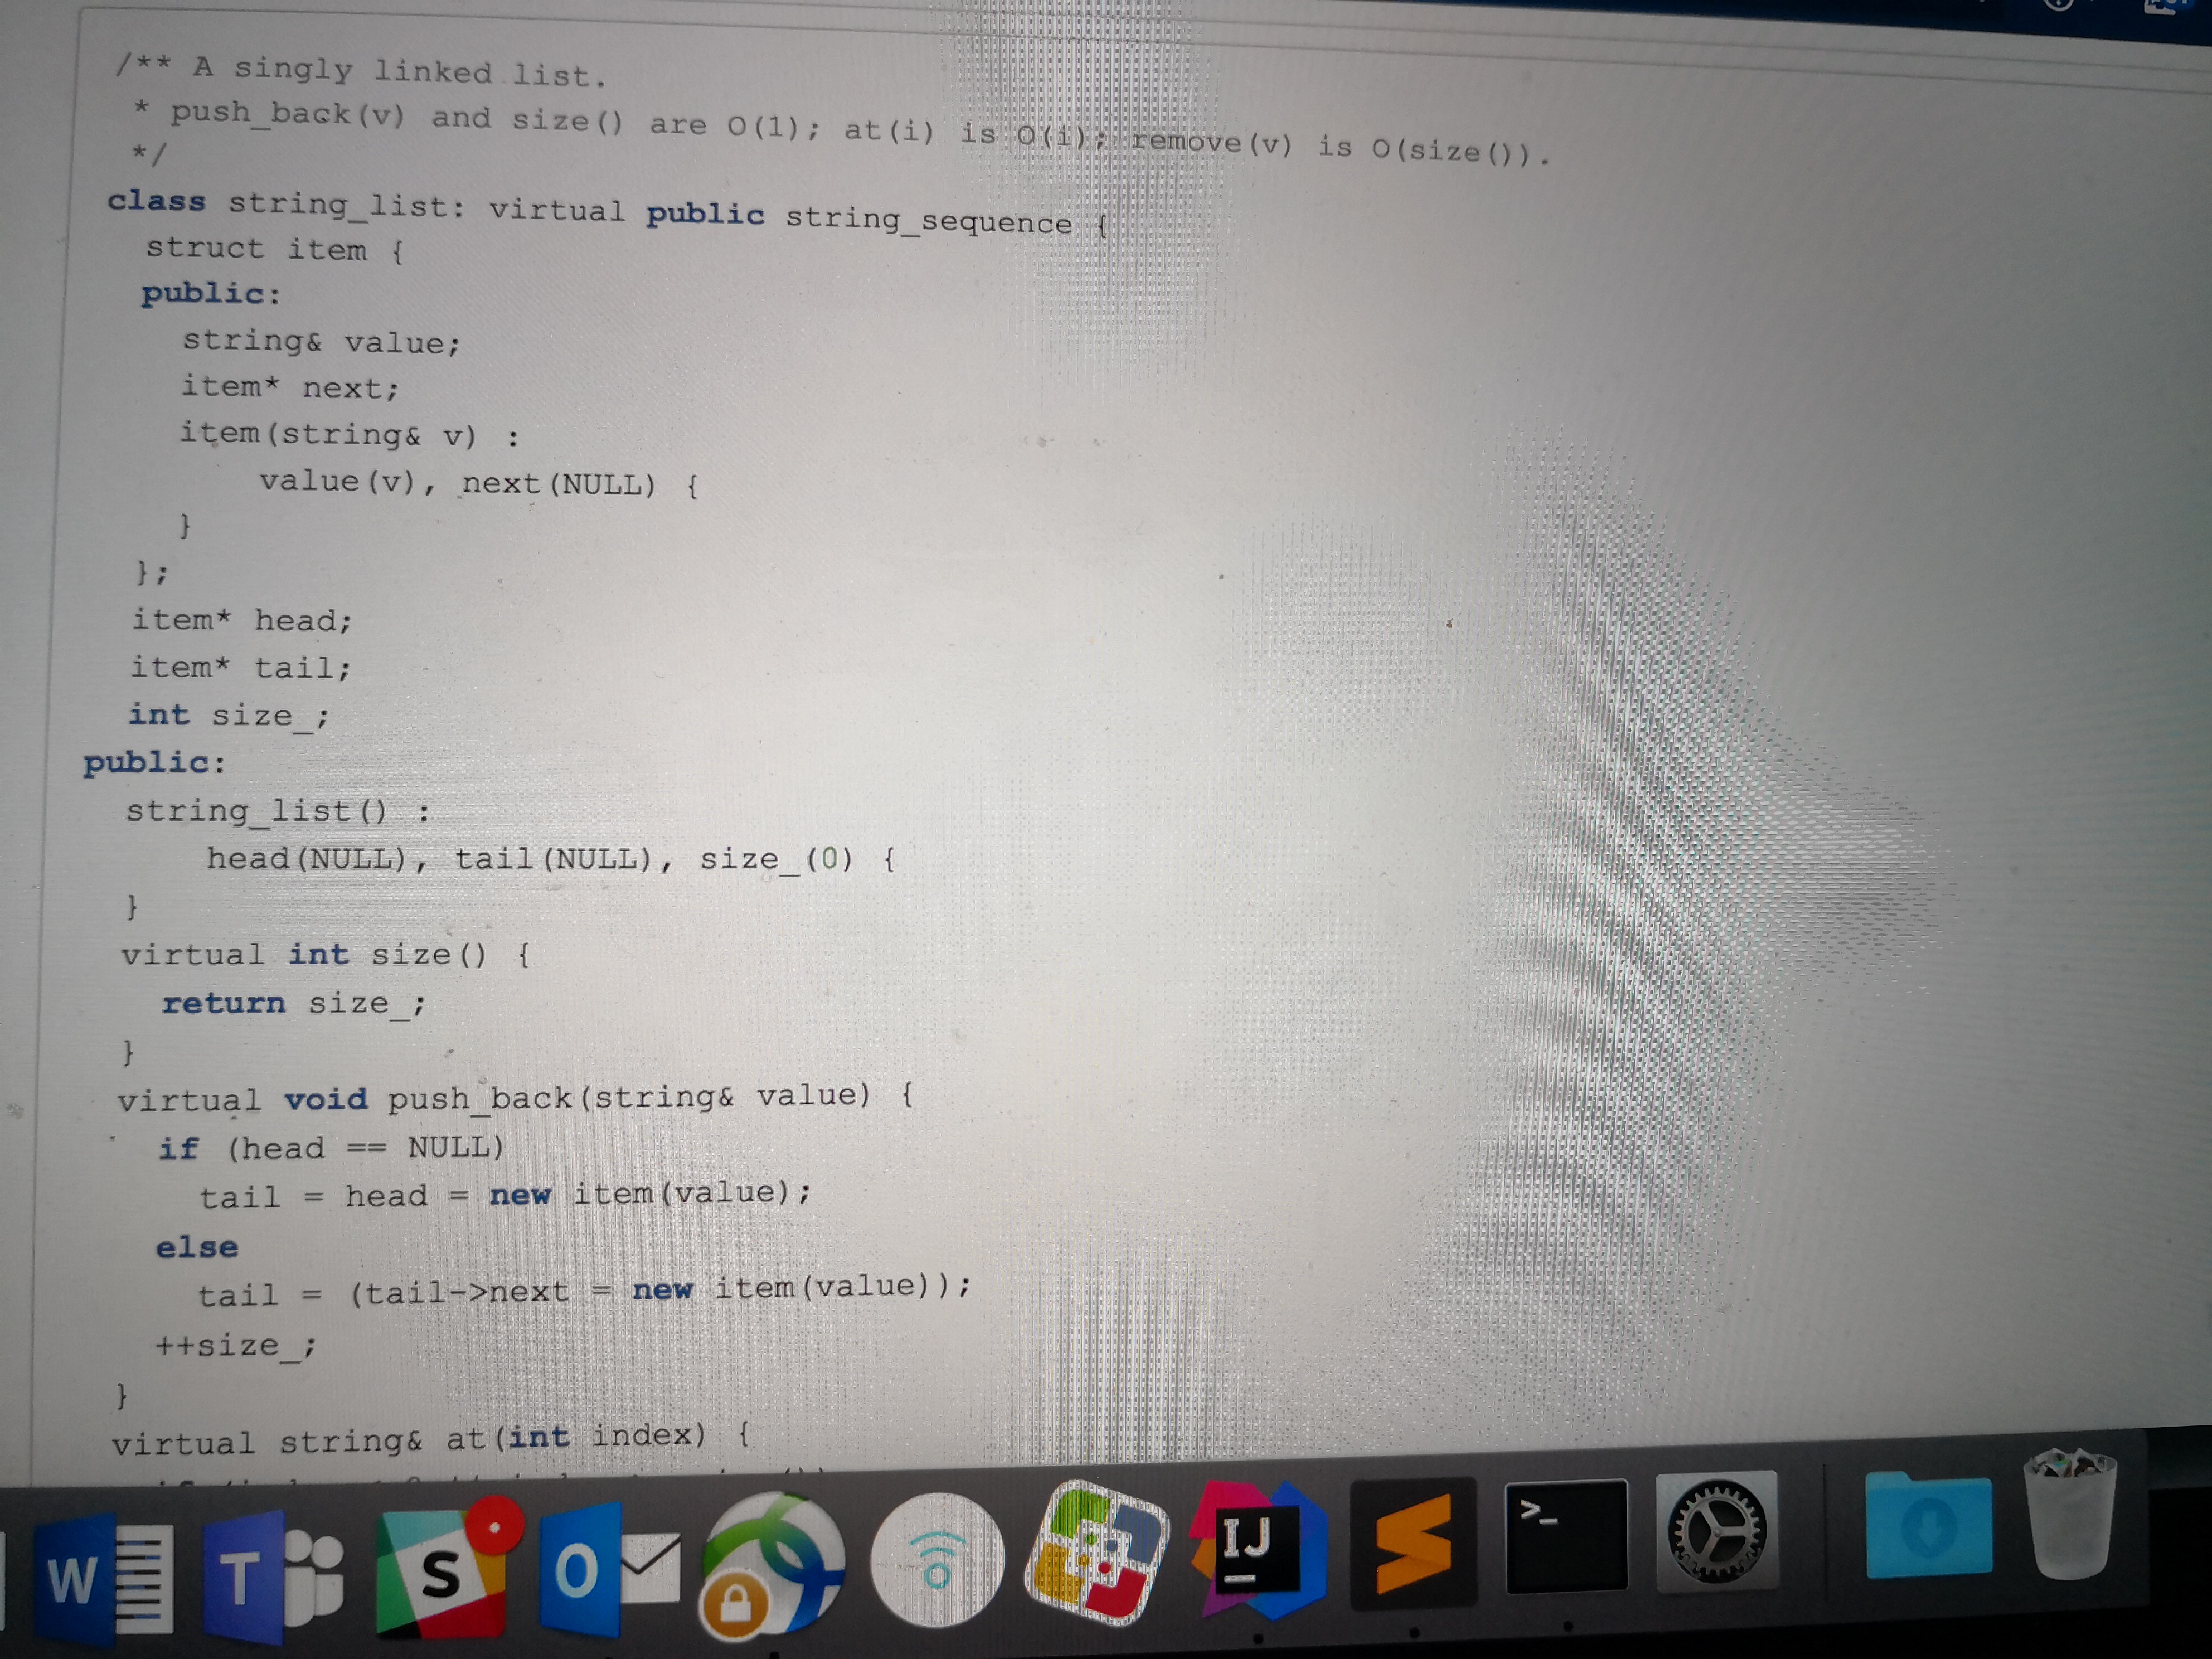 /** A singly linked list.
 * push_back(v) and size() are O(1); at(i) is O(i); remove(v) is O(size()).
 */
class string_list: virtual public string_sequence {
  struct item {
  public:
    string& value;
    item* next;
    item(string& v) :
        value(v), next(NULL) {
    }
  };
  item* head;
  item* tail;
  int size_;
public:
  string_list() :
      head(NULL), tail(NULL), size_(0) {
  }
  virtual int size() {
    return size_;
  }
  virtual void push_back(string& value) {
    if (head == NULL)
      tail = head = new item(value);
    else
      tail = (tail->next = new item(value));
    ++size_;
  }
  virtual string& at(int index) {
W T S O IJ >_